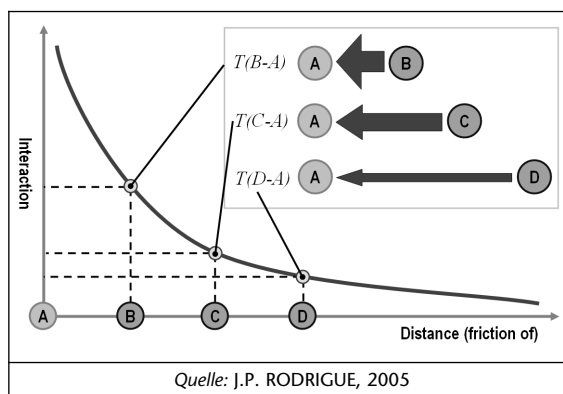 T(B-A) A B
T(C-A) A C
T(D-A) A D
Interaction
A B C D
Distance (friction of)
Quelle: J.P. RODRIGUE, 2005